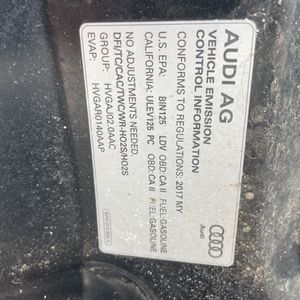 AUDI AG
VEHICLE EMISSION
CONTROL INFORMATION
CONFORMS TO REGULATIONS: 2017 MY
U.S. EPA: BIN125 LDV OBD:CA II FUEL:GASOLINE
CALIFORNIA: ULEV125 PC OBD:CA II FUEL:GASOLINE
NO ADJUSTMENTS NEEDED.
DFI/TC/CAC/TWC/WR-HO2S/HO2S
GROUP: HVGAJ02.0AAC
EVAP: HVGAR0140AAP
Audi